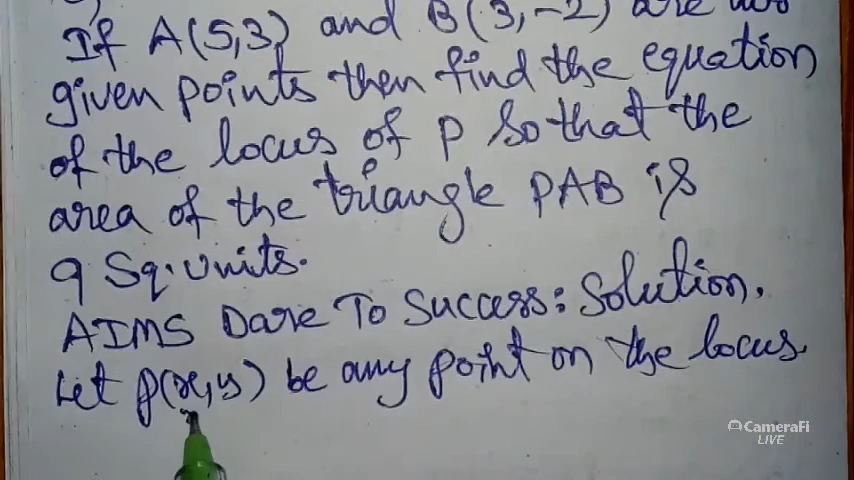 If A(5,3) and B(3,-2) are two
given points then find the equation
of the locus of P so that the
area of the triangle PAB is
9 Sq. units.
AIMS Dare To Success: Solution.
Let P(x,y) be any point on the locus.
CameraFi
LIVE